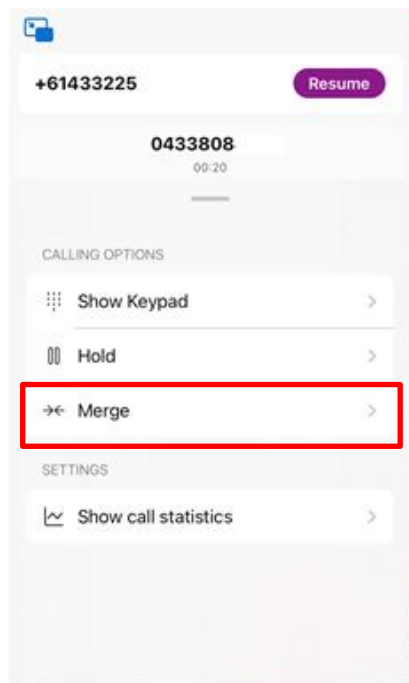 +61433225 Resume
0433808
00:20
CALLING OPTIONS
Show Keypad
Hold
Merge
SETTINGS
Show call statistics